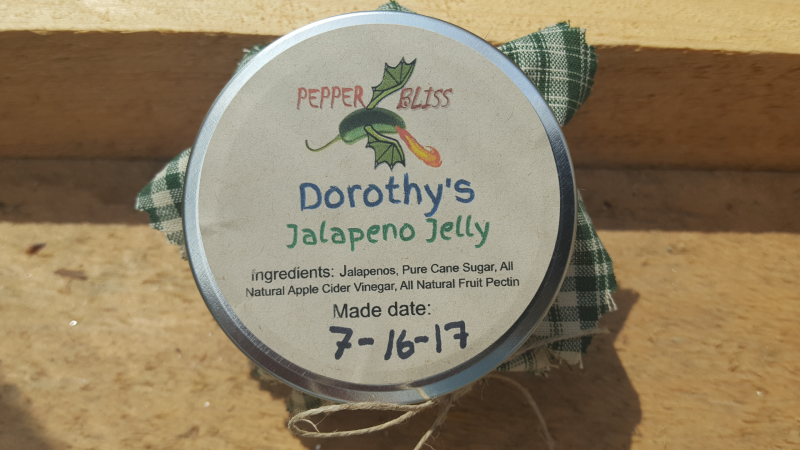 PEPPER BLISS
Dorothy's
Jalapeno Jelly
Ingredients: Jalapenos, Pure Cane Sugar, All
Natural Apple Cider Vinegar, All Natural Fruit Pectin
Made date:
7-16-17